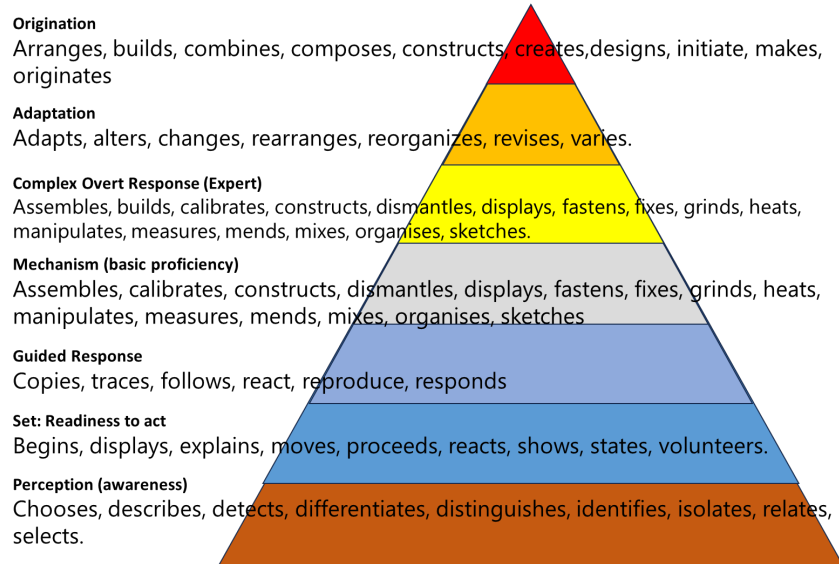 Origination
Arranges, builds, combines, composes, constructs, creates,designs, initiate, makes,
originates
Adaptation
Adapts, alters, changes, rearranges, reorganizes, revises, varies.
Complex Overt Response (Expert)
Assembles, builds, calibrates, constructs, dismantles, displays, fastens, fixes, grinds, heats,
manipulates, measures, mends, mixes, organises, sketches.
Mechanism (basic proficiency)
Assembles, calibrates, constructs, dismantles, displays, fastens, fixes, grinds, heats,
manipulates, measures, mends, mixes, organises, sketches
Guided Response
Copies, traces, follows, react, reproduce, responds
Set: Readiness to act
Begins, displays, explains, moves, proceeds, reacts, shows, states, volunteers.
Perception (awareness)
Chooses, describes, detects, differentiates, distinguishes, identifies, isolates, relates,
selects.